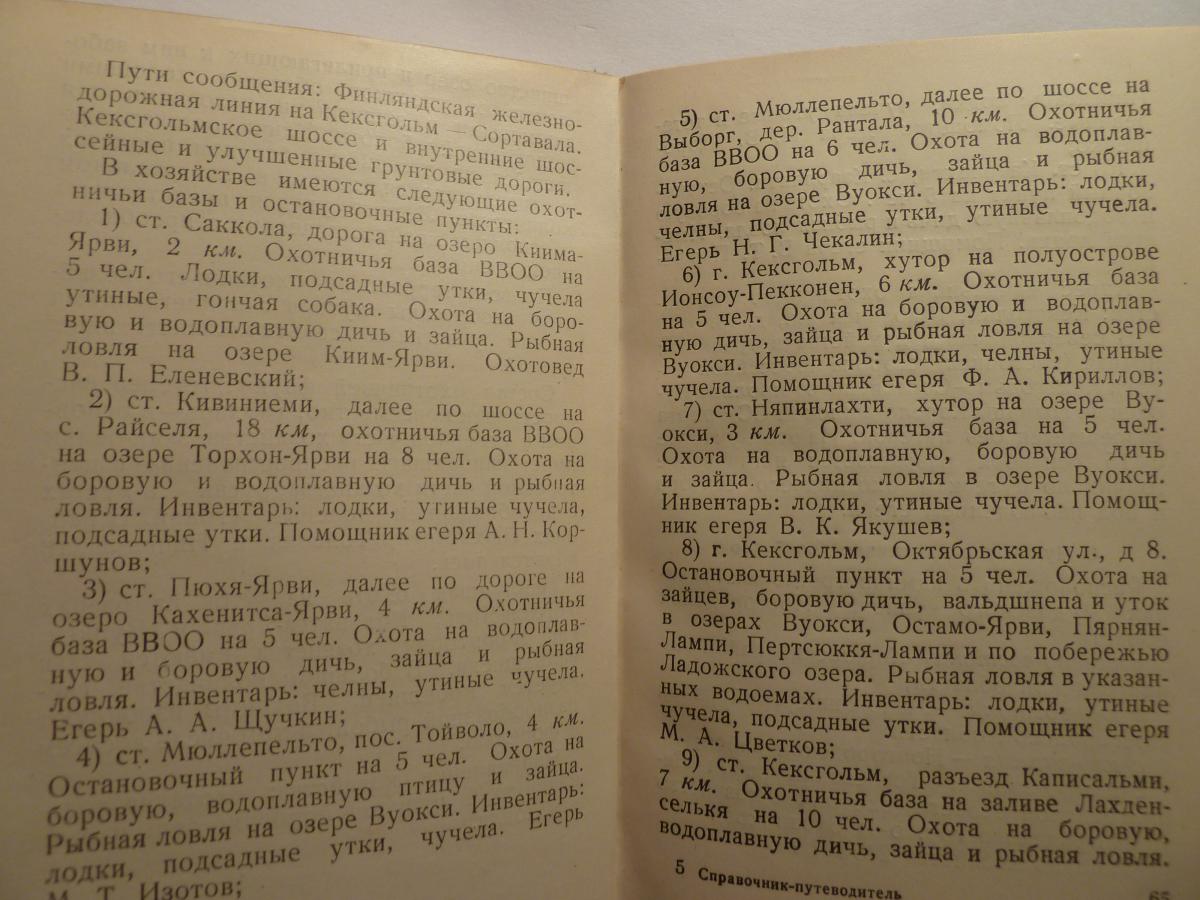 Пути сообщения: Финляндская железно-
дорожная линия на Кексгольм — Сортавала.
Кексгольмское шоссе и внутренние шос-
сейные и улучшенные грунтовые дороги.
В хозяйстве имеются следующие охот-
ничьи базы и остановочные пункты:
1) ст. Саккола, дорога на озеро Киима-
Ярви, 2 км. Охотничья база ВВОО на
5 чел. Лодки, подсадные утки, чучела
утиные, гончая собака. Охота на боро-
вую и водоплавную дичь и зайца. Рыбная
ловля на озере Киим-Ярви. Охотовед
В. П. Еленевский;
2) ст. Кивиниеми, далее по шоссе на
с. Райселя, 18 км, охотничья база ВВОО
на озере Торхон-Ярви на 8 чел. Охота на
боровую и водоплавную дичь и рыбная
ловля. Инвентарь: лодки, утиные чучела,
подсадные утки. Помощник егеря А. Н. Кор-
шунов;
3) ст. Пюхя-Ярви, далее по дороге на
озеро Кахенитса-Ярви, 4 км. Охотничья
база ВВОО на 5 чел. Охота на водоплав-
ную и боровую дичь, зайца и рыбная
ловля. Инвентарь: челны, утиные чучела.
Егерь А. А. Щучкин;
4) ст. Мюллепельто, пос. Тойволо, 4 км.
Остановочный пункт на 5 чел. Охота на
боровую, водоплавную птицу и зайца.
Рыбная ловля на озере Вуокси. Инвентарь:
лодки, подсадные утки, чучела. Егерь
М. Т. Изотов;
5) ст. Мюллепельто, далее по шоссе на
Выборг, дер. Рантала, 10 км. Охотничья
база ВВОО на 6 чел. Охота на водоплав-
ную, боровую дичь, зайца и рыбная
ловля на озере Вуокси. Инвентарь: лодки,
челны, подсадные утки, утиные чучела.
Егерь Н. Г. Чекалин;
6) г. Кексгольм, хутор на полуострове
Ионсоу-Пекконен, 6 км. Охотничья база
на 5 чел. Охота на боровую и водоплав-
ную дичь, зайца и рыбная ловля на озере
Вуокси. Инвентарь: лодки, челны, утиные
чучела. Помощник егеря Ф. А. Кириллов;
7) ст. Няпинлахти, хутор на озере Ву-
окси, 3 км. Охотничья база на 5 чел.
Охота на водоплавную, боровую дичь
и зайца. Рыбная ловля в озере Вуокси.
Инвентарь: лодки, утиные чучела. Помощ-
ник егеря В. К. Якушев;
8) г. Кексгольм, Октябрьская ул., д 8.
Остановочный пункт на 5 чел. Охота на
зайцев, боровую дичь, вальдшнепа и уток
в озерах Вуокси, Остамо-Ярви, Пярнян-
Лампи, Пертсюккя-Лампи и по побережью
Ладожского озера. Рыбная ловля в указан-
ных водоемах. Инвентарь: лодки, утиные
чучела, подсадные утки. Помощник егеря
М. А. Цветков;
9) ст. Кексгольм, разъезд Каписальми,
7 км. Охотничья база на заливе Лахден-
селькя на 10 чел. Охота на боровую,
водоплавную дичь, зайца и рыбная ловля.
5 Справочник-путеводитель
65